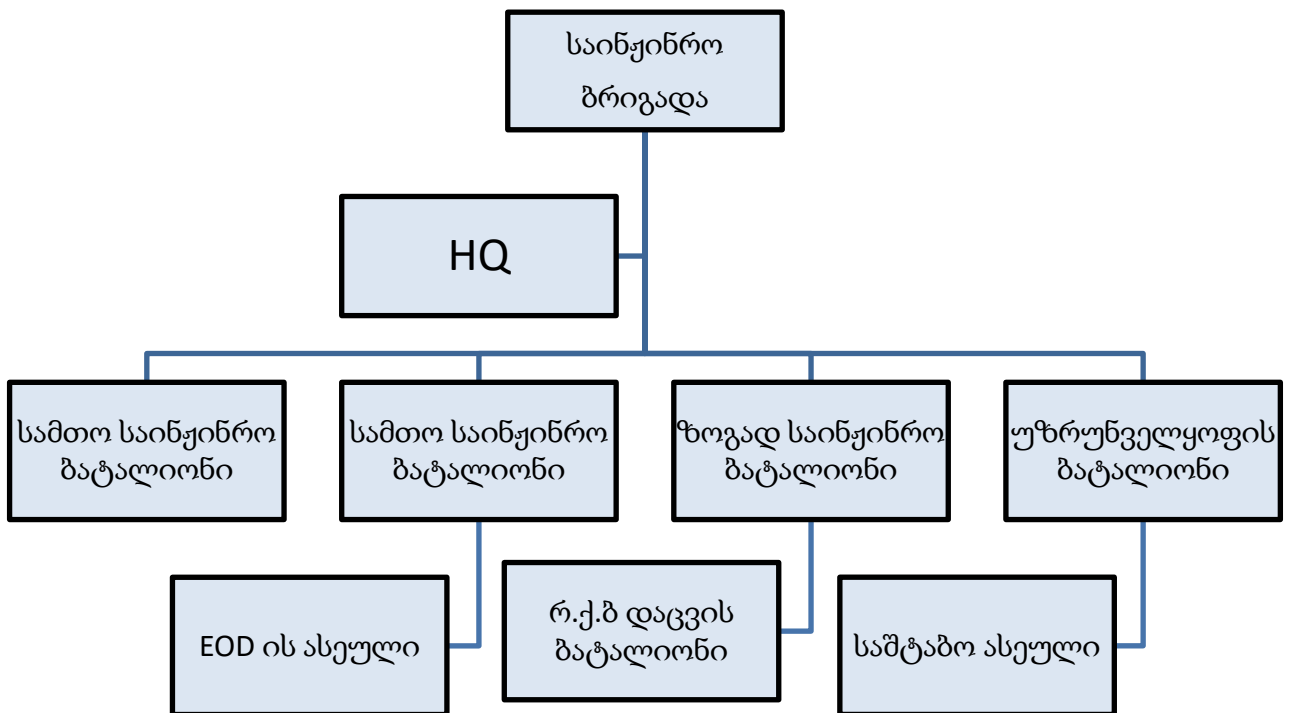 საინჟინრო
ბრიგადა
HQ
სამთო საინჟინრო
ბატალიონი
სამთო საინჟინრო
ბატალიონი
ზოგად საინჟინრო
ბატალიონი
უზრუნველყოფის
ბატალიონი
EOD ის ასეული
რ.ქ.ბ დაცვის
ბატალიონი
საშტაბო ასეული